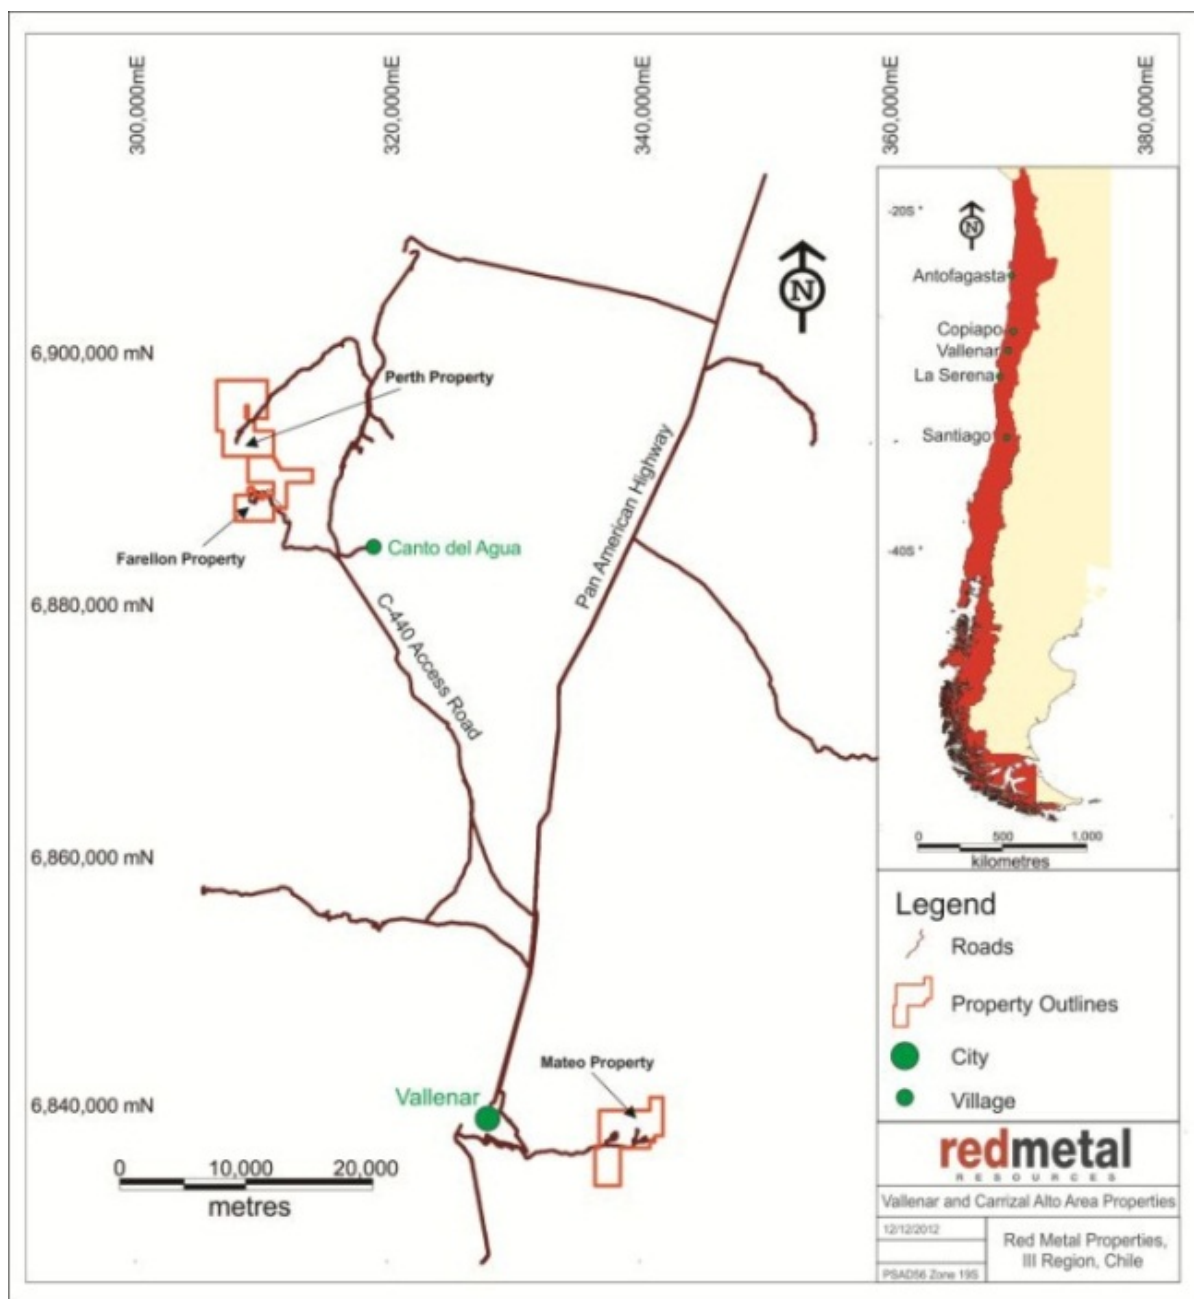 300,000mE
320,000mE
340,000mE
360,000mE
380,000mE
-20S °
N
N
Antofagasta
6,900,000 mN
Copiapo
Vallenar
La Serena
Perth Property
Santiago
Pan American Highway
Farellon Property
Canto del Agua
-40S °
6,880,000 mN
C-440 Access Road
0 500 1,000
kilometres
6,860,000 mN
Legend
Roads
Property Outlines
City
Village
Mateo Property
Vallenar
6,840,000 mN
0 10,000 20,000
metres
redmetal
RESOURCES
Vallenar and Carrizal Alto Area Properties
12/12/2012
Red Metal Properties,
III Region, Chile
PSAD56 Zone 19S